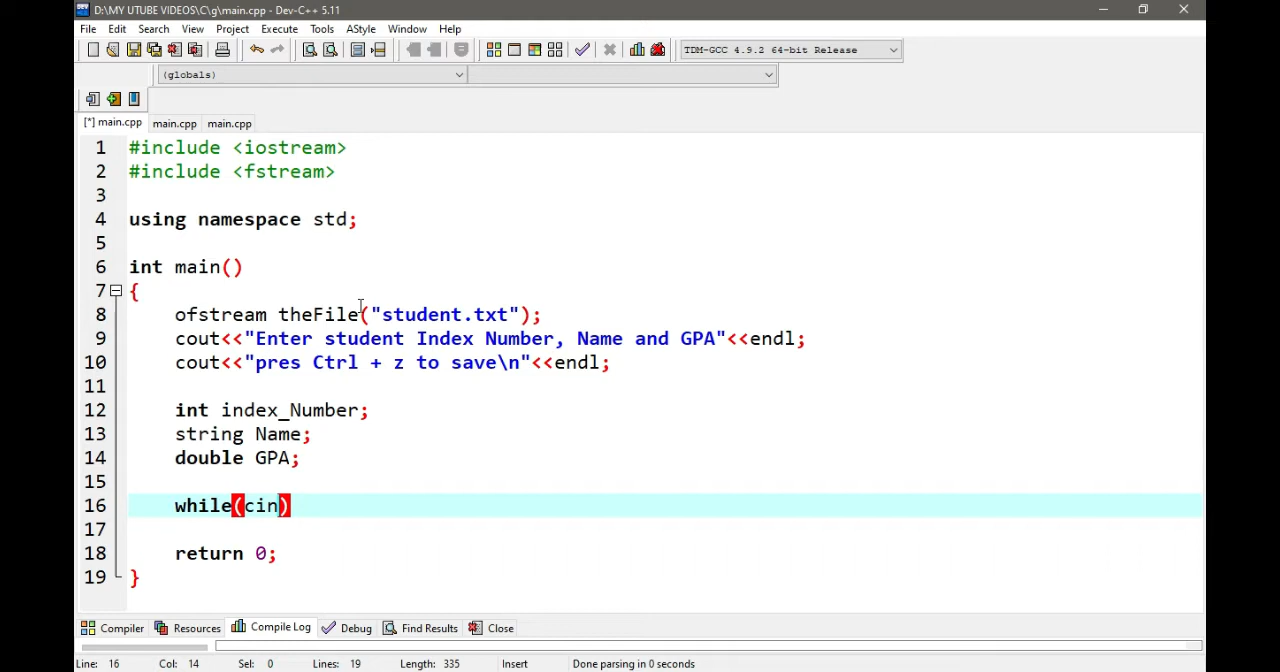 D:\MY UTUBE VIDEOS\C\g\main.cpp - Dev-C++ 5.11
File Edit Search View Project Execute Tools AStyle Window Help
TDM-GCC 4.9.2 64-bit Release
(globals)
[*] main.cpp main.cpp main.cpp
1 #include <iostream>
2 #include <fstream>
3
4 using namespace std;
5
6 int main()
7 {
8 ofstream theFile("student.txt");
9 cout<<"Enter student Index Number, Name and GPA"<<endl;
10 cout<<"pres Ctrl + z to save\n"<<endl;
11
12 int index_Number;
13 string Name;
14 double GPA;
15
16 while(cin)
17
18 return 0;
19 }
Compiler Resources Compile Log Debug Find Results Close
Line: 16 Col: 14 Sel: 0 Lines: 19 Length: 335 Insert Done parsing in 0 seconds